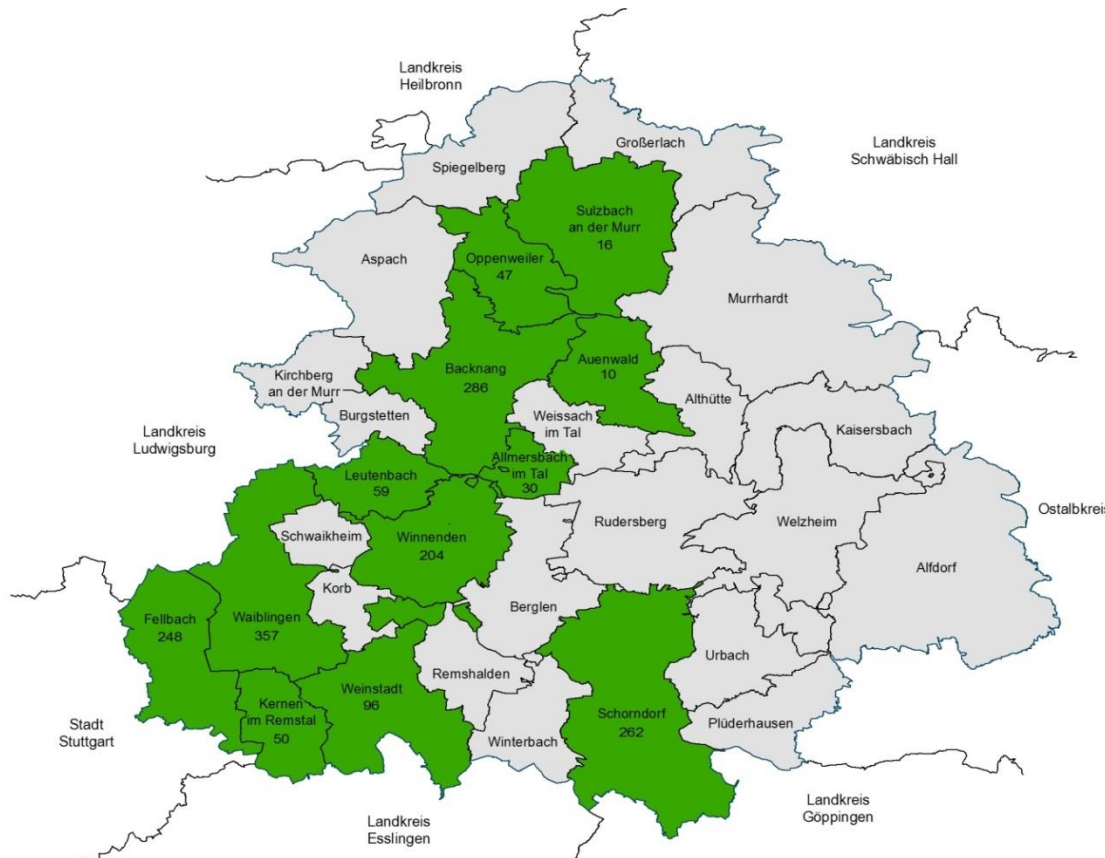 Landkreis
Heilbronn
Großerlach
Landkreis
Schwäbisch Hall
Spiegelberg
Sulzbach
an der Murr
16
Aspach
Oppenweiler
47
Murrhardt
Auenwald
10
Backnang
286
Kirchberg
an der Murr
Burgstetten
Weissach
im Tal
Althütte
Kaisersbach
Landkreis
Ludwigsburg
Allmersbach
im Tal
30
Leutenbach
59
Ostalbkreis
Schwaikheim
Winnenden
204
Rudersberg
Welzheim
Alfdorf
Korb
Berglen
Fellbach
248
Waiblingen
357
Urbach
Remshalden
Weinstadt
96
Kernen
im Remstal
50
Schorndorf
262
Plüderhausen
Stadt
Stuttgart
Winterbach
Landkreis
Esslingen
Landkreis
Göppingen